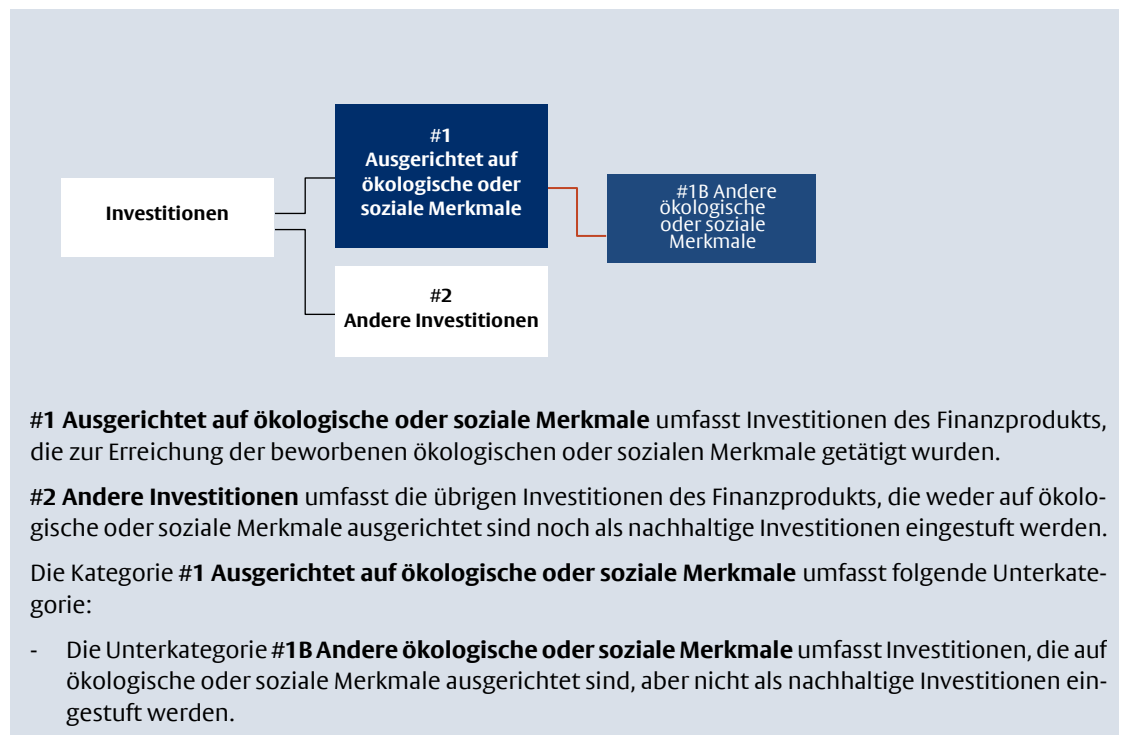 #1
Ausgerichtet auf
ökologische oder
soziale Merkmale
Investitionen
#1B Andere
ökologische
oder soziale
Merkmale
#2
Andere Investitionen
#1 Ausgerichtet auf ökologische oder soziale Merkmale umfasst Investitionen des Finanzprodukts,
die zur Erreichung der beworbenen ökologischen oder sozialen Merkmale getätigt wurden.
#2 Andere Investitionen umfasst die übrigen Investitionen des Finanzprodukts, die weder auf ökolo-
gische oder soziale Merkmale ausgerichtet sind noch als nachhaltige Investitionen eingestuft werden.
Die Kategorie #1 Ausgerichtet auf ökologische oder soziale Merkmale umfasst folgende Unterkate-
gorie:
- Die Unterkategorie #1B Andere ökologische oder soziale Merkmale umfasst Investitionen, die auf
ökologische oder soziale Merkmale ausgerichtet sind, aber nicht als nachhaltige Investitionen ein-
gestuft werden.